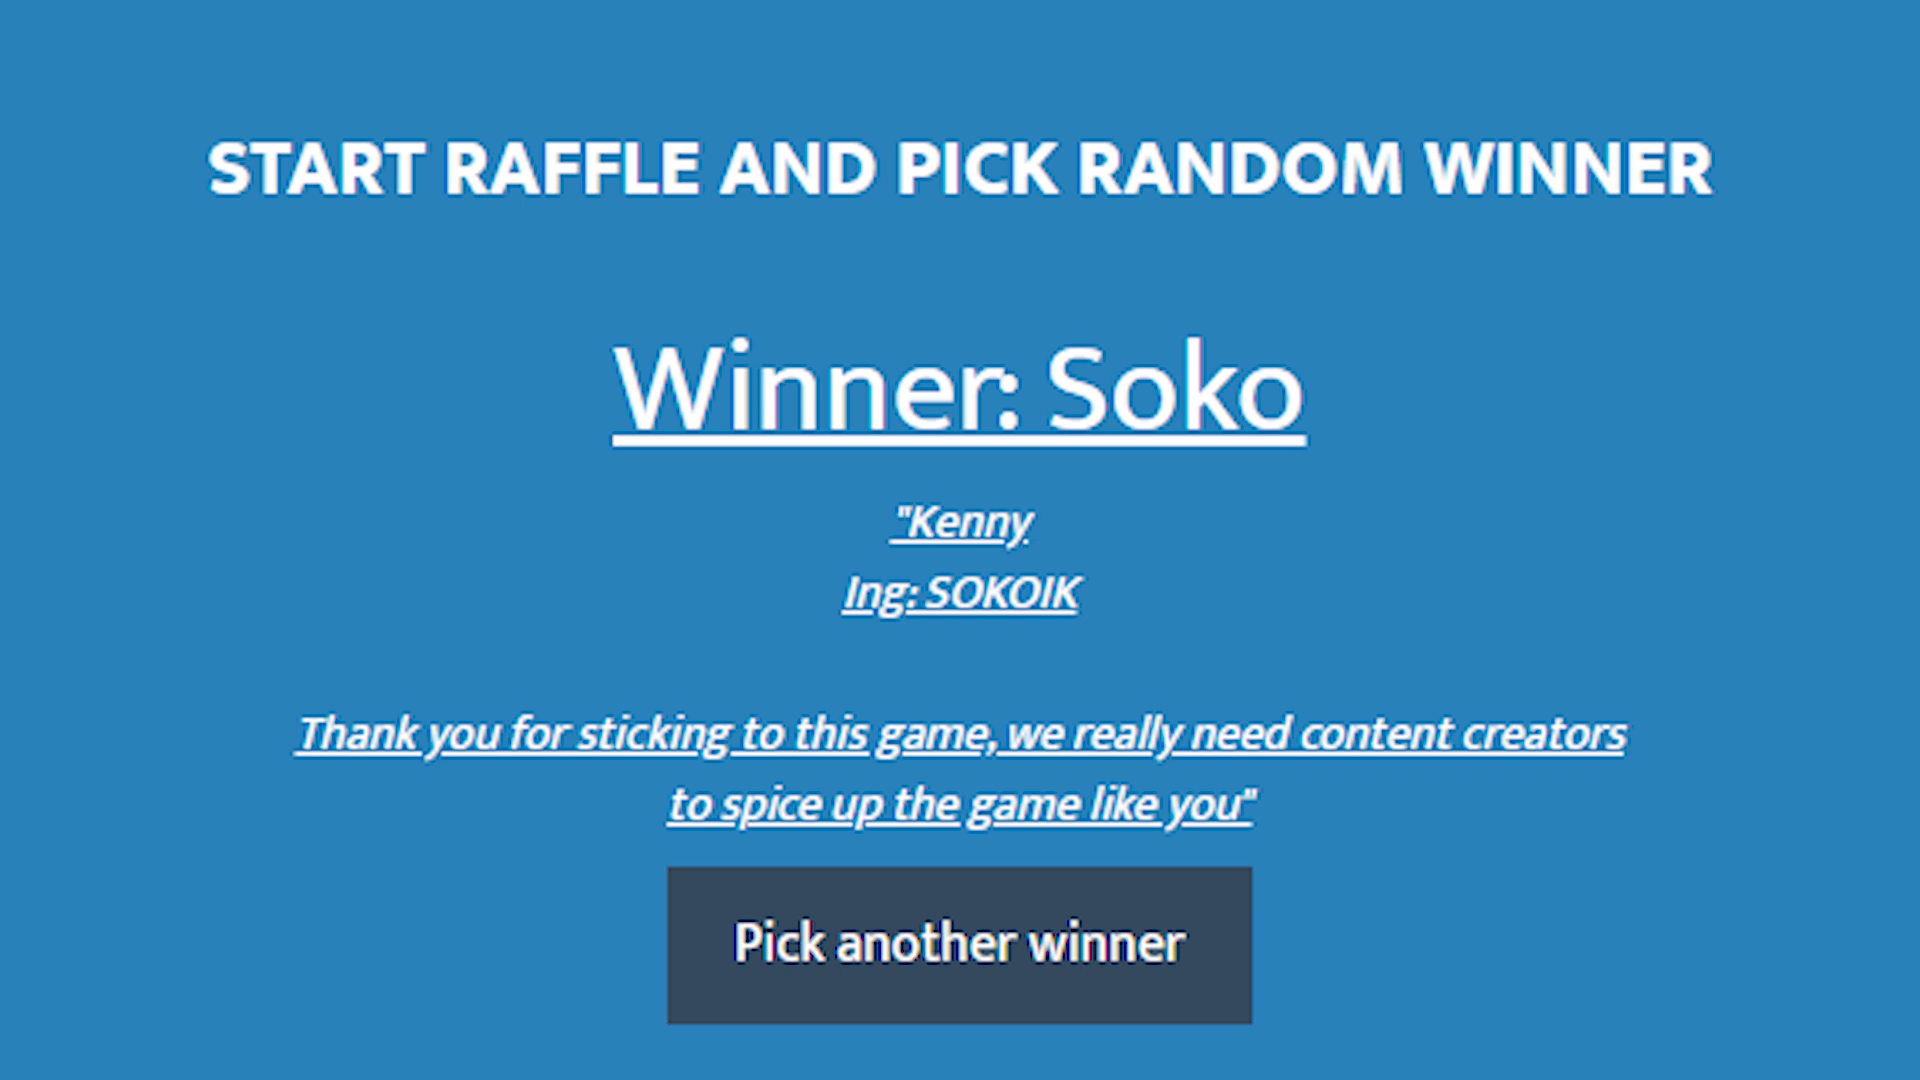 START RAFFLE AND PICK RANDOM WINNER
Winner: Soko
"Kenny
Ing: SOKOIK
Thank you for sticking to this game, we really need content creators
to spice up the game like you"
Pick another winner